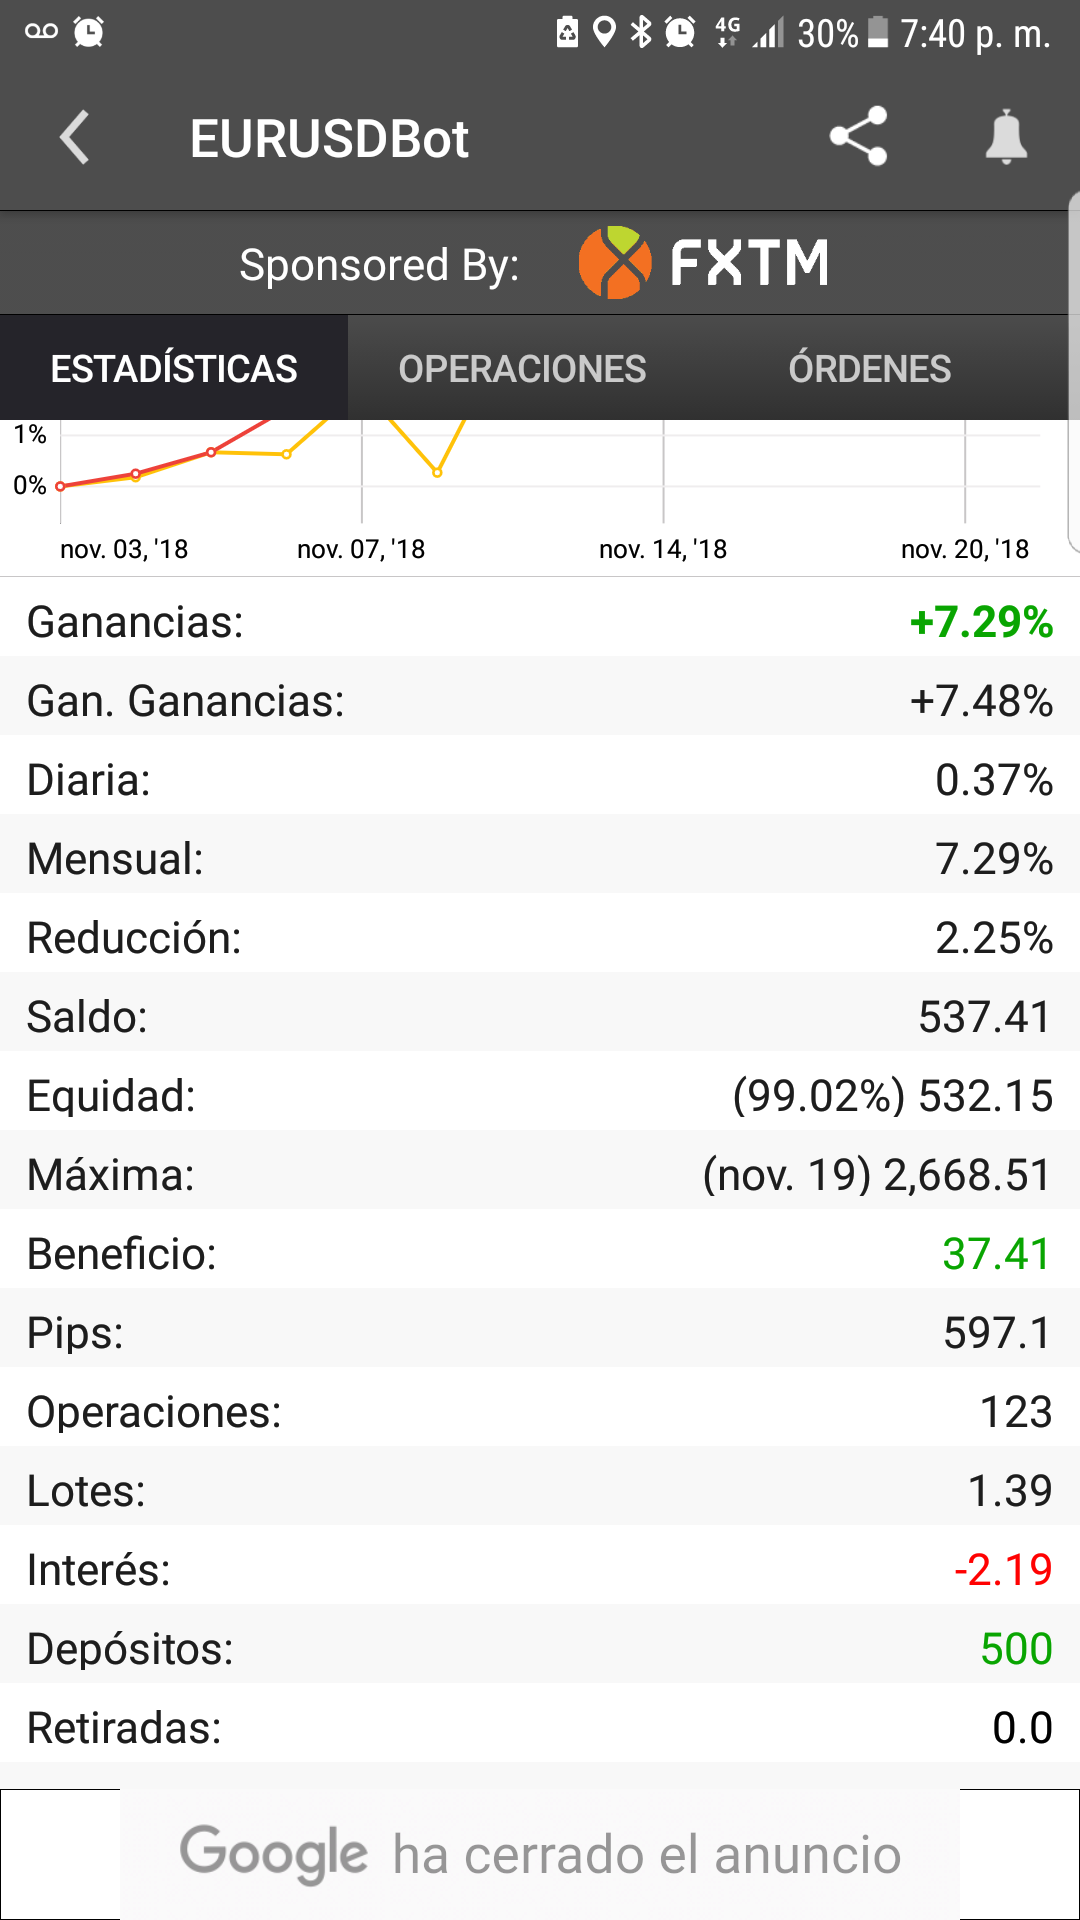 4G 30% 7:40 p. m.
EURUSDBot
Sponsored By: FXTM
ESTADÍSTICAS OPERACIONES ÓRDENES
1%
0%
nov. 03, '18 nov. 07, '18 nov. 14, '18 nov. 20, '18
Ganancias: +7.29%
Gan. Ganancias: +7.48%
Diaria: 0.37%
Mensual: 7.29%
Reducción: 2.25%
Saldo: 537.41
Equidad: (99.02%) 532.15
Máxima: (nov. 19) 2,668.51
Beneficio: 37.41
Pips: 597.1
Operaciones: 123
Lotes: 1.39
Interés: -2.19
Depósitos: 500
Retiradas: 0.0
Google ha cerrado el anuncio